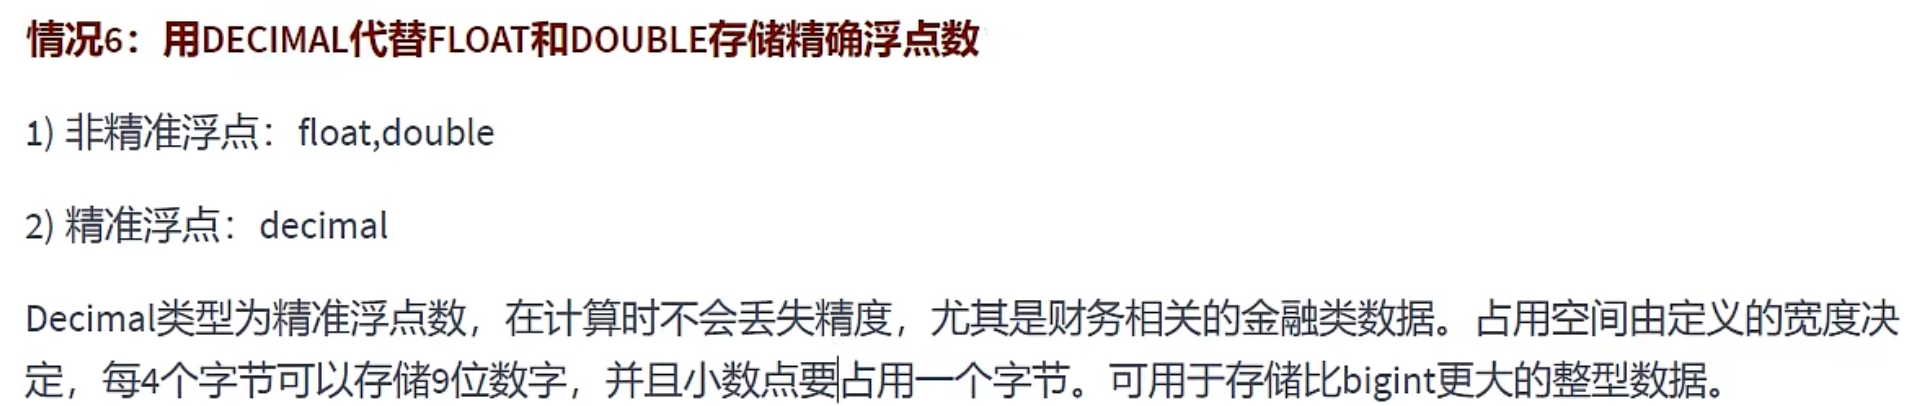 情况6：用DECIMAL代替FLOAT和DOUBLE存储精确浮点数
1) 非精准浮点：float,double
2) 精准浮点：decimal
Decimal类型为精准浮点数，在计算时不会丢失精度，尤其是财务相关的金融类数据。占用空间由定义的宽度决
定，每4个字节可以存储9位数字，并且小数点要占用一个字节。可用于存储比bigint更大的整型数据。